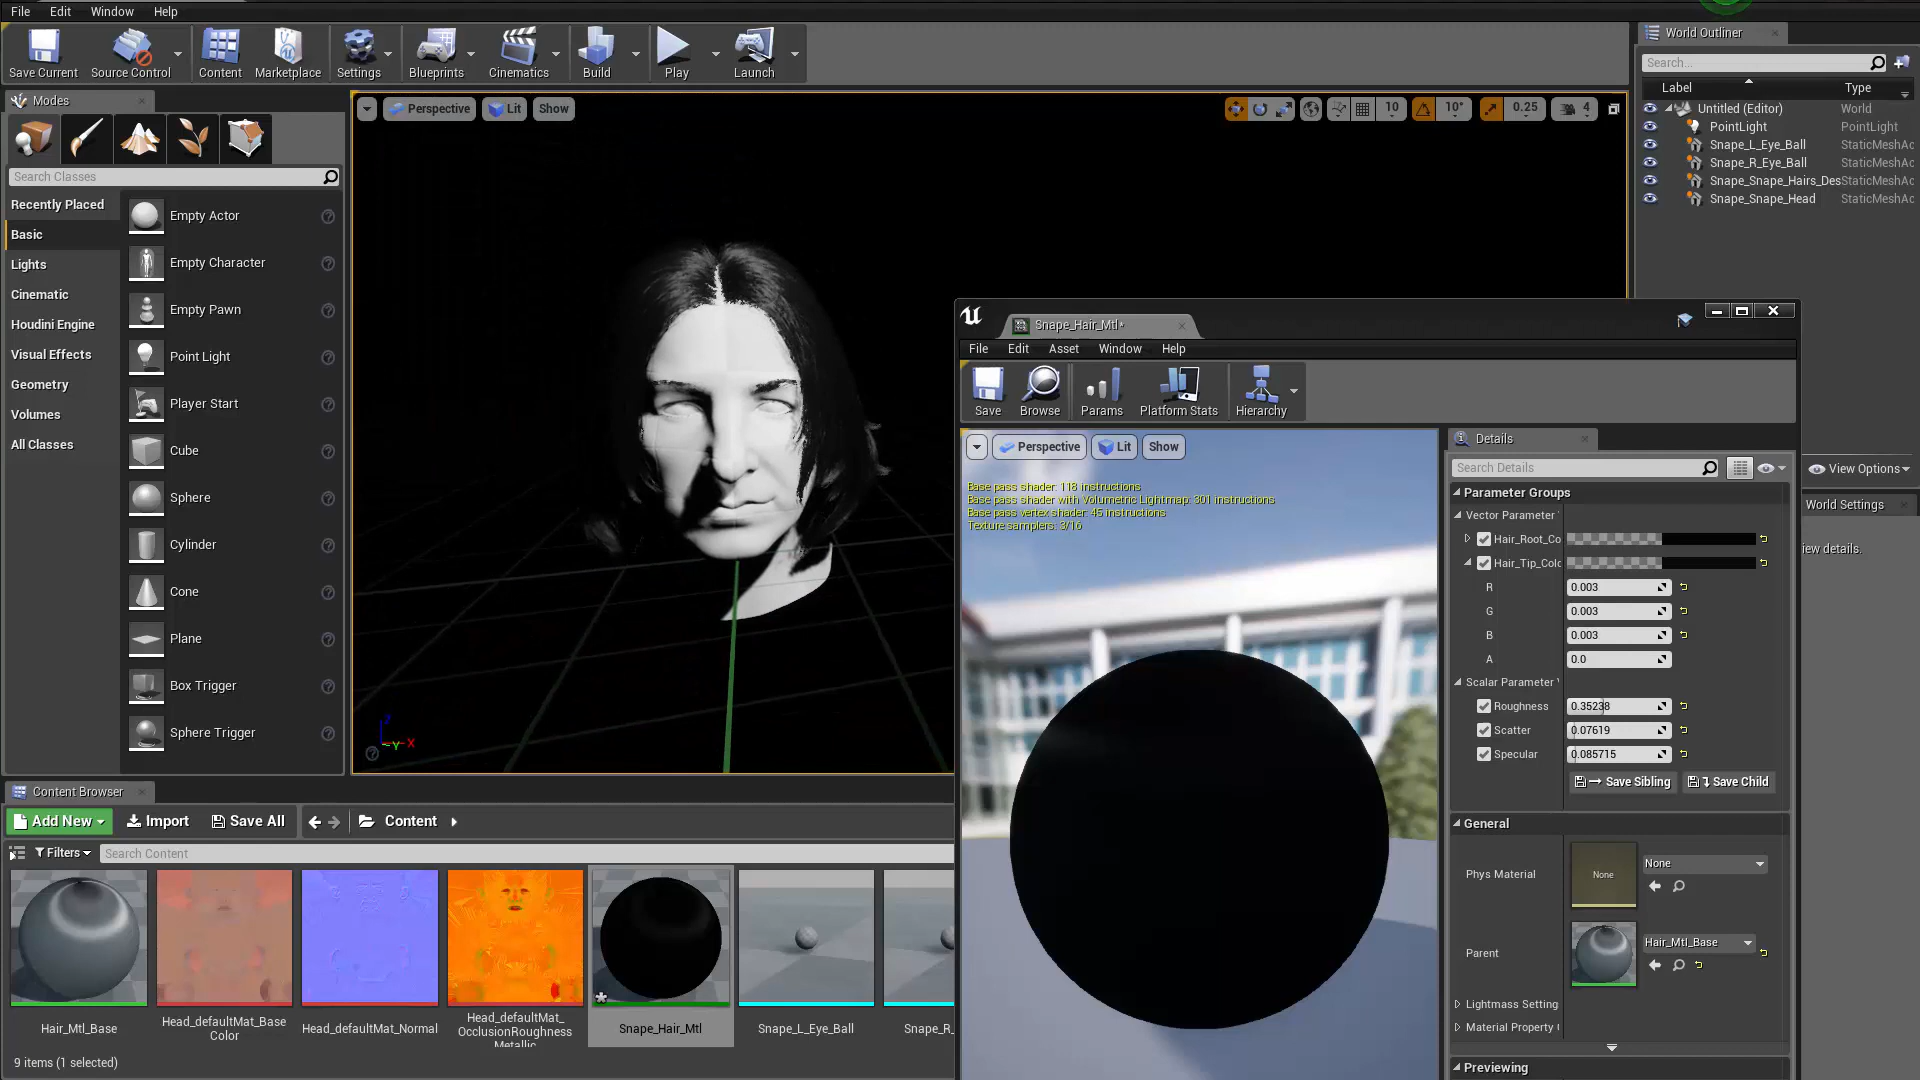 File Edit Window Help
Save Current
Source Control
Content
Marketplace
Settings
Blueprints
Cinematics
Build
Play
Launch
Modes
Search Classes
Recently Placed
Basic
Lights
Cinematic
Houdini Engine
Visual Effects
Geometry
Volumes
All Classes
Empty Actor
Empty Character
Empty Pawn
Point Light
Player Start
Cube
Sphere
Cylinder
Cone
Plane
Box Trigger
Sphere Trigger
Perspective Lit Show
10 10° 0.25 4
Z
Y X
World Outliner
Search...
Label Type
Untitled (Editor) World
PointLight PointLight
Snape_L_Eye_Ball StaticMeshAc
Snape_R_Eye_Ball StaticMeshAc
Snape_Snape_Hairs_Des StaticMeshAc
Snape_Snape_Head StaticMeshAc
View Options
World Settings
iew details.
Snape_Hair_Mtl*
File Edit Asset Window Help
Save
Browse
Params
Platform Stats
Hierarchy
Perspective Lit Show
Base pass shader: 118 instructions
Base pass shader with Volumetric Lightmap: 301 instructions
Base pass vertex shader: 45 instructions
Texture samplers: 3/16
Details
Search Details
Parameter Groups
Vector Parameter
Hair_Root_Co
Hair_Tip_Colo
R 0.003
G 0.003
B 0.003
A 0.0
Scalar Parameter
Roughness 0.35238
Scatter 0.07619
Specular 0.085715
Save Sibling Save Child
General
Phys Material None None
Parent Hair_Mtl_Base
Lightmass Setting
Material Property
Previewing
Content Browser
Add New Import Save All Content
Filters Search Content
Hair_Mtl_Base
Head_defaultMat_Base
Color
Head_defaultMat_Normal
Head_defaultMat_
OcclusionRoughness
Metallic
Snape_Hair_Mtl
Snape_L_Eye_Ball
Snape_R_
9 items (1 selected)